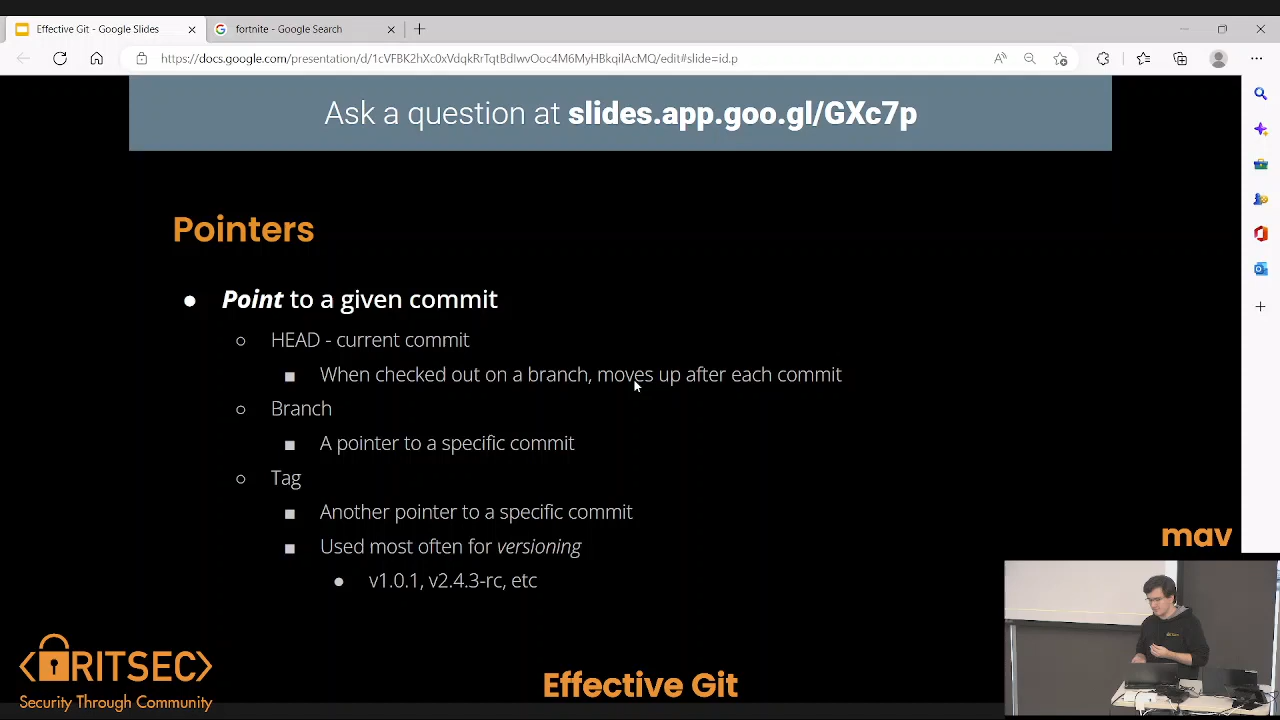 Effective Git - Google Slides
fortnite - Google Search
https://docs.google.com/presentation/d/1cVFBK2hXc0xVdqkRrTqtBdIwvOoc4M6MyHBkqiIAcMQ/edit#slide=id.p
Ask a question at slides.app.goo.gl/GXc7p
Pointers
● Point to a given commit
○ HEAD - current commit
■ When checked out on a branch, moves up after each commit
○ Branch
■ A pointer to a specific commit
○ Tag
■ Another pointer to a specific commit
■ Used most often for versioning
● v1.0.1, v2.4.3-rc, etc
mav
<RITSEC>
Security Through Community
Effective Git